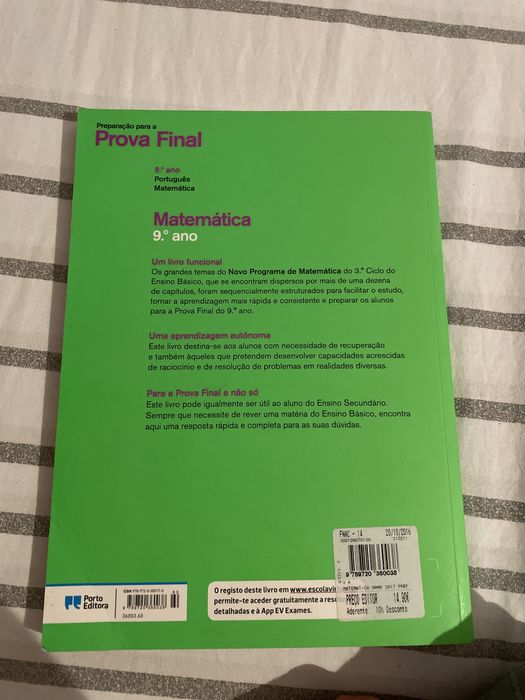 Preparação para a
Prova Final
9.º ano
Português
Matemática
Matemática
9.º ano
Um livro funcional
Os grandes temas do Novo Programa de Matemática do 3.º Ciclo do
Ensino Básico, que se encontram dispersos por mais de uma dezena
de capítulos, foram sequencialmente estruturados para facilitar o estudo,
tornar a aprendizagem mais rápida e consistente e preparar os alunos
para a Prova Final do 9.º ano.
Uma aprendizagem autónoma
Este livro destina-se aos alunos com necessidade de recuperação
e também àqueles que pretendem desenvolver capacidades acrescidas
de raciocínio e de resolução de problemas em realidades diversas.
Para a Prova Final e não só
Este livro pode igualmente ser útil ao aluno do Ensino Secundário.
Sempre que necessite de rever uma matéria do Ensino Básico, encontra
aqui uma resposta rápida e completa para as suas dúvidas.
FNAC - 14 20/10/2016
9 789720 360038
PREÇO EDITOR 14.90€
Aderente: 10% Desconto
Porto
Editora
36003.60
O registo deste livro em www.escolavi
permite-te aceder gratuitamente a
detalhadas e à App EV Exames.